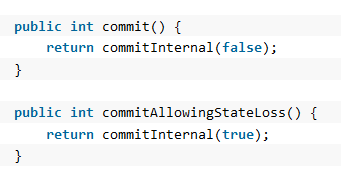 public int commit() {
    return commitInternal(false);
}
public int commitAllowingStateLoss() {
    return commitInternal(true);
}